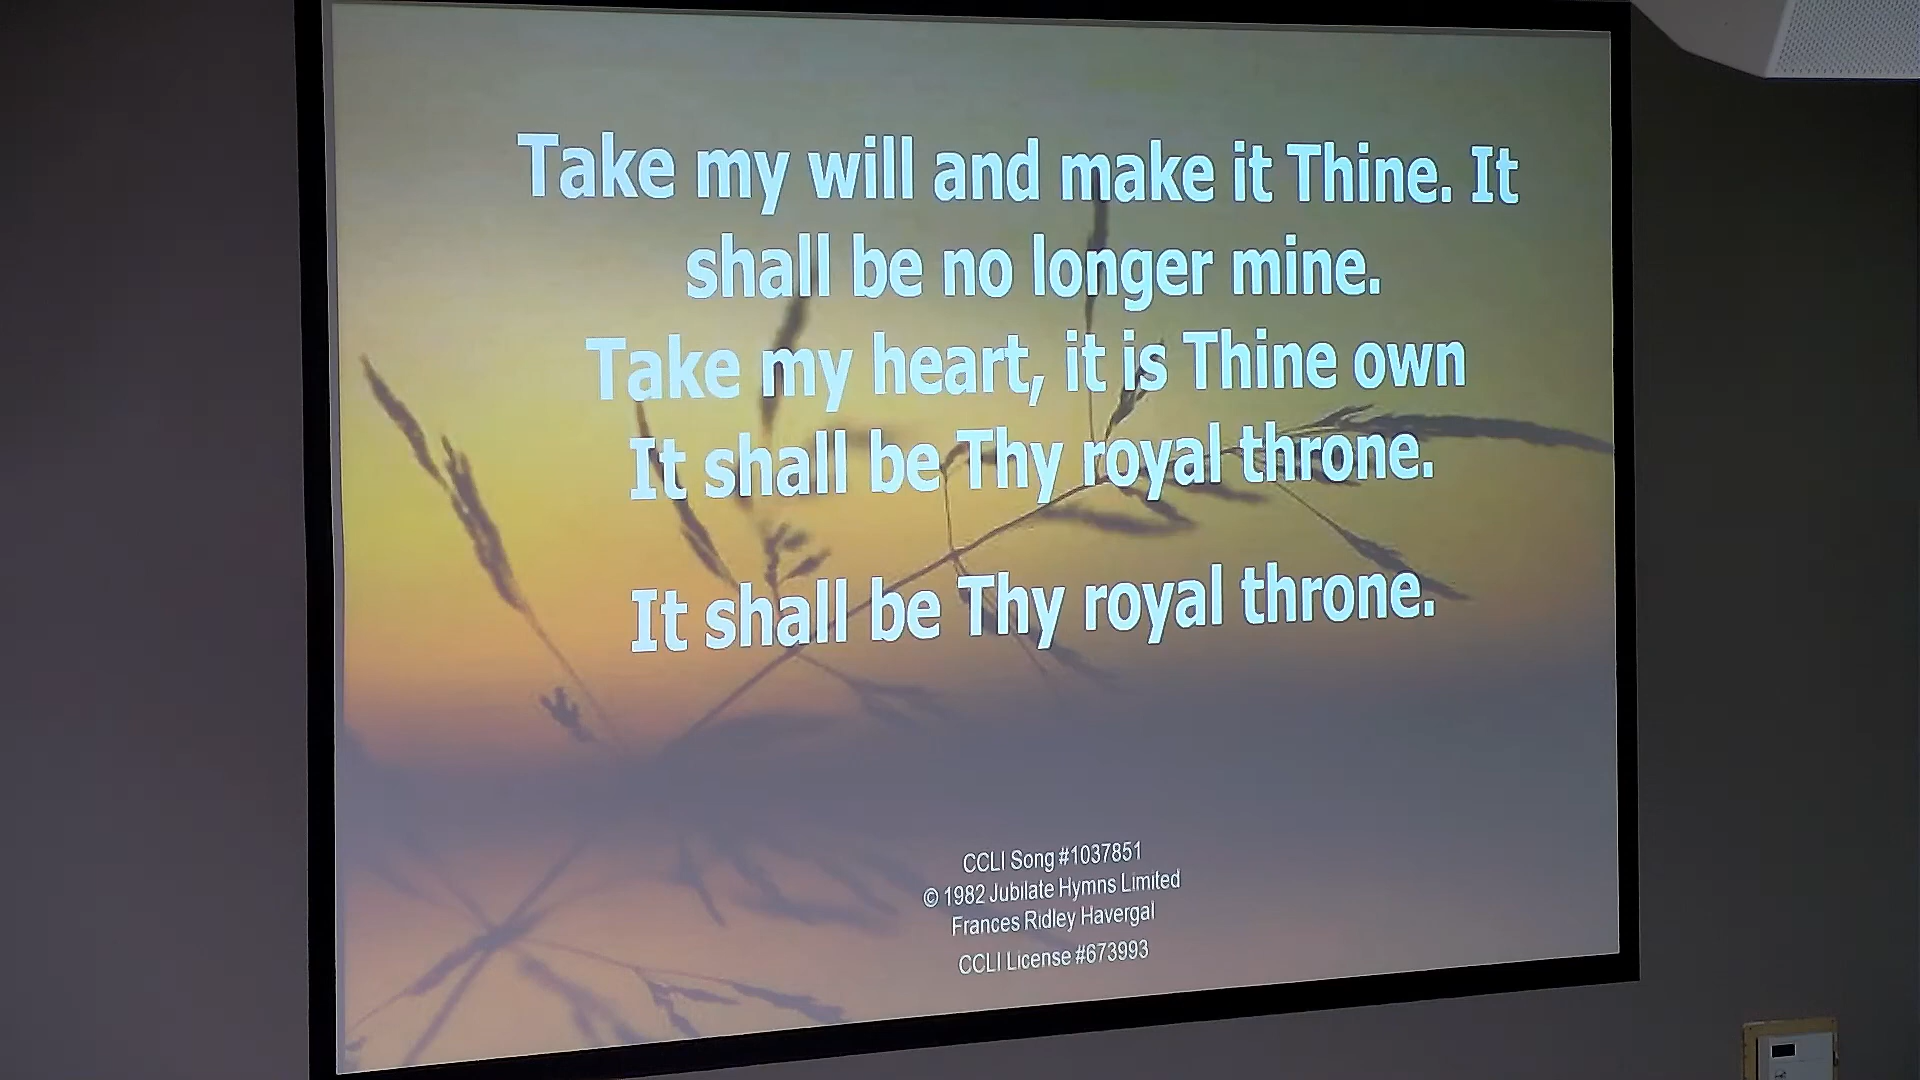 Take my will and make it Thine. It
shall be no longer mine.
Take my heart, it is Thine own
It shall be Thy royal throne.
It shall be Thy royal throne.
CCLI Song #1037851
© 1982 Jubilate Hymns Limited
Frances Ridley Havergal
CCLI License #673993